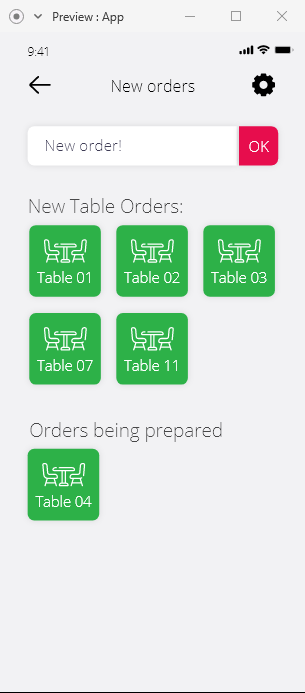 Preview : App
9:41
New orders
New order!
OK
New Table Orders:
Table 01
Table 02
Table 03
Table 07
Table 11
Orders being prepared
Table 04